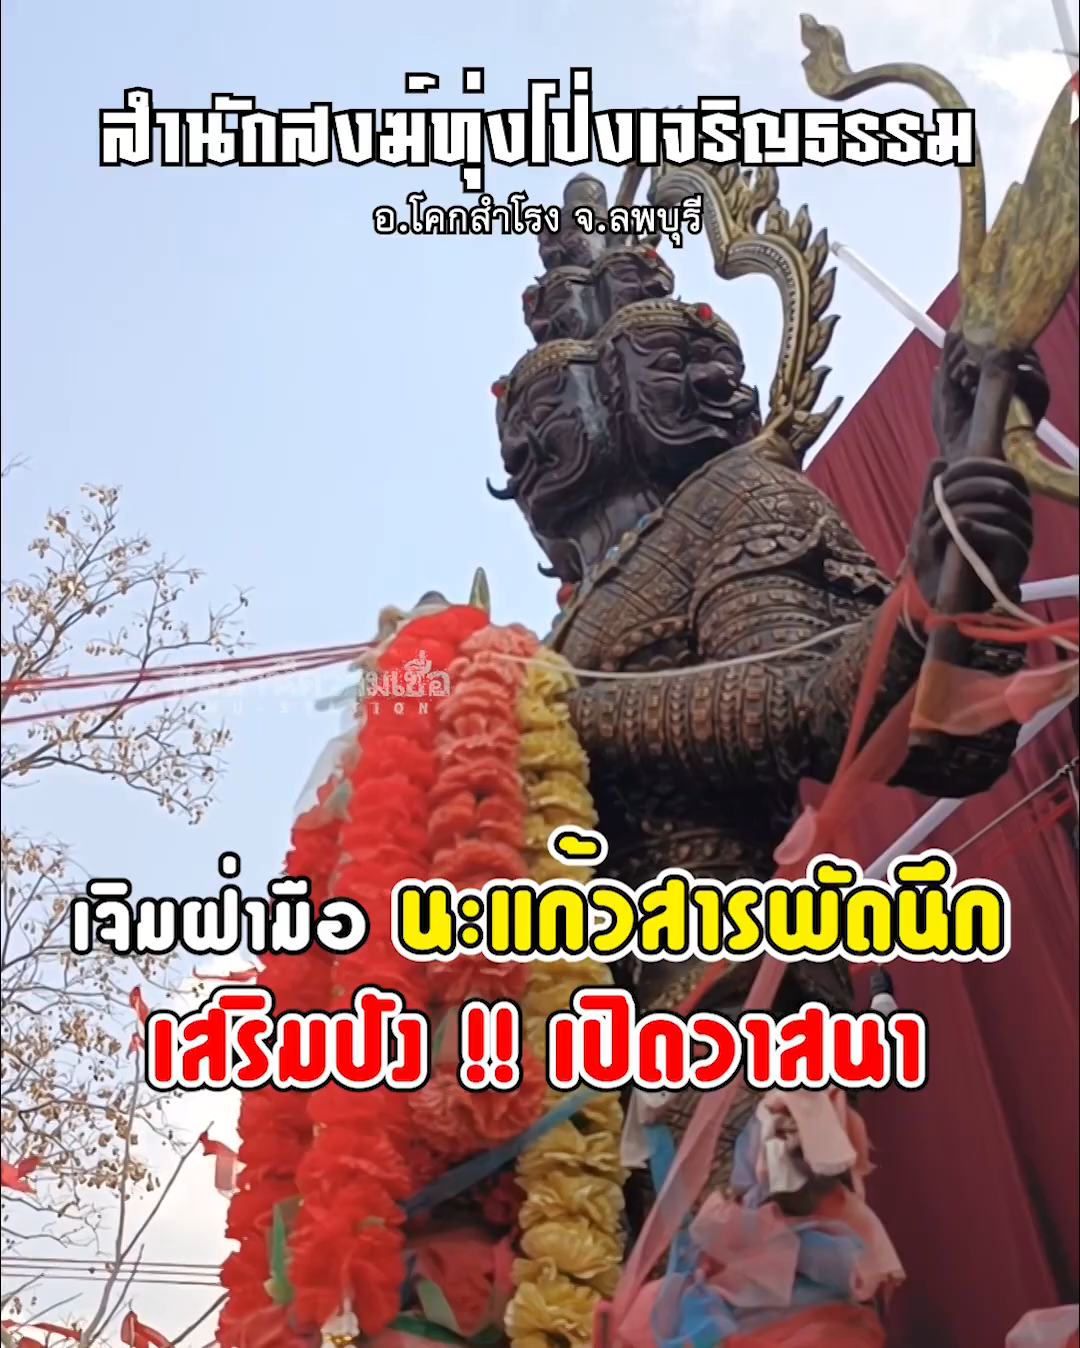 สำนักสงฆ์ทุ่งโป่งเจริญธรรม
อ.โคกสำโรง จ.ลพบุรี
เจิมฝ่ามือ นะแก้วสารพัดนึก
เสริมปัง !! เปิดวาสนา